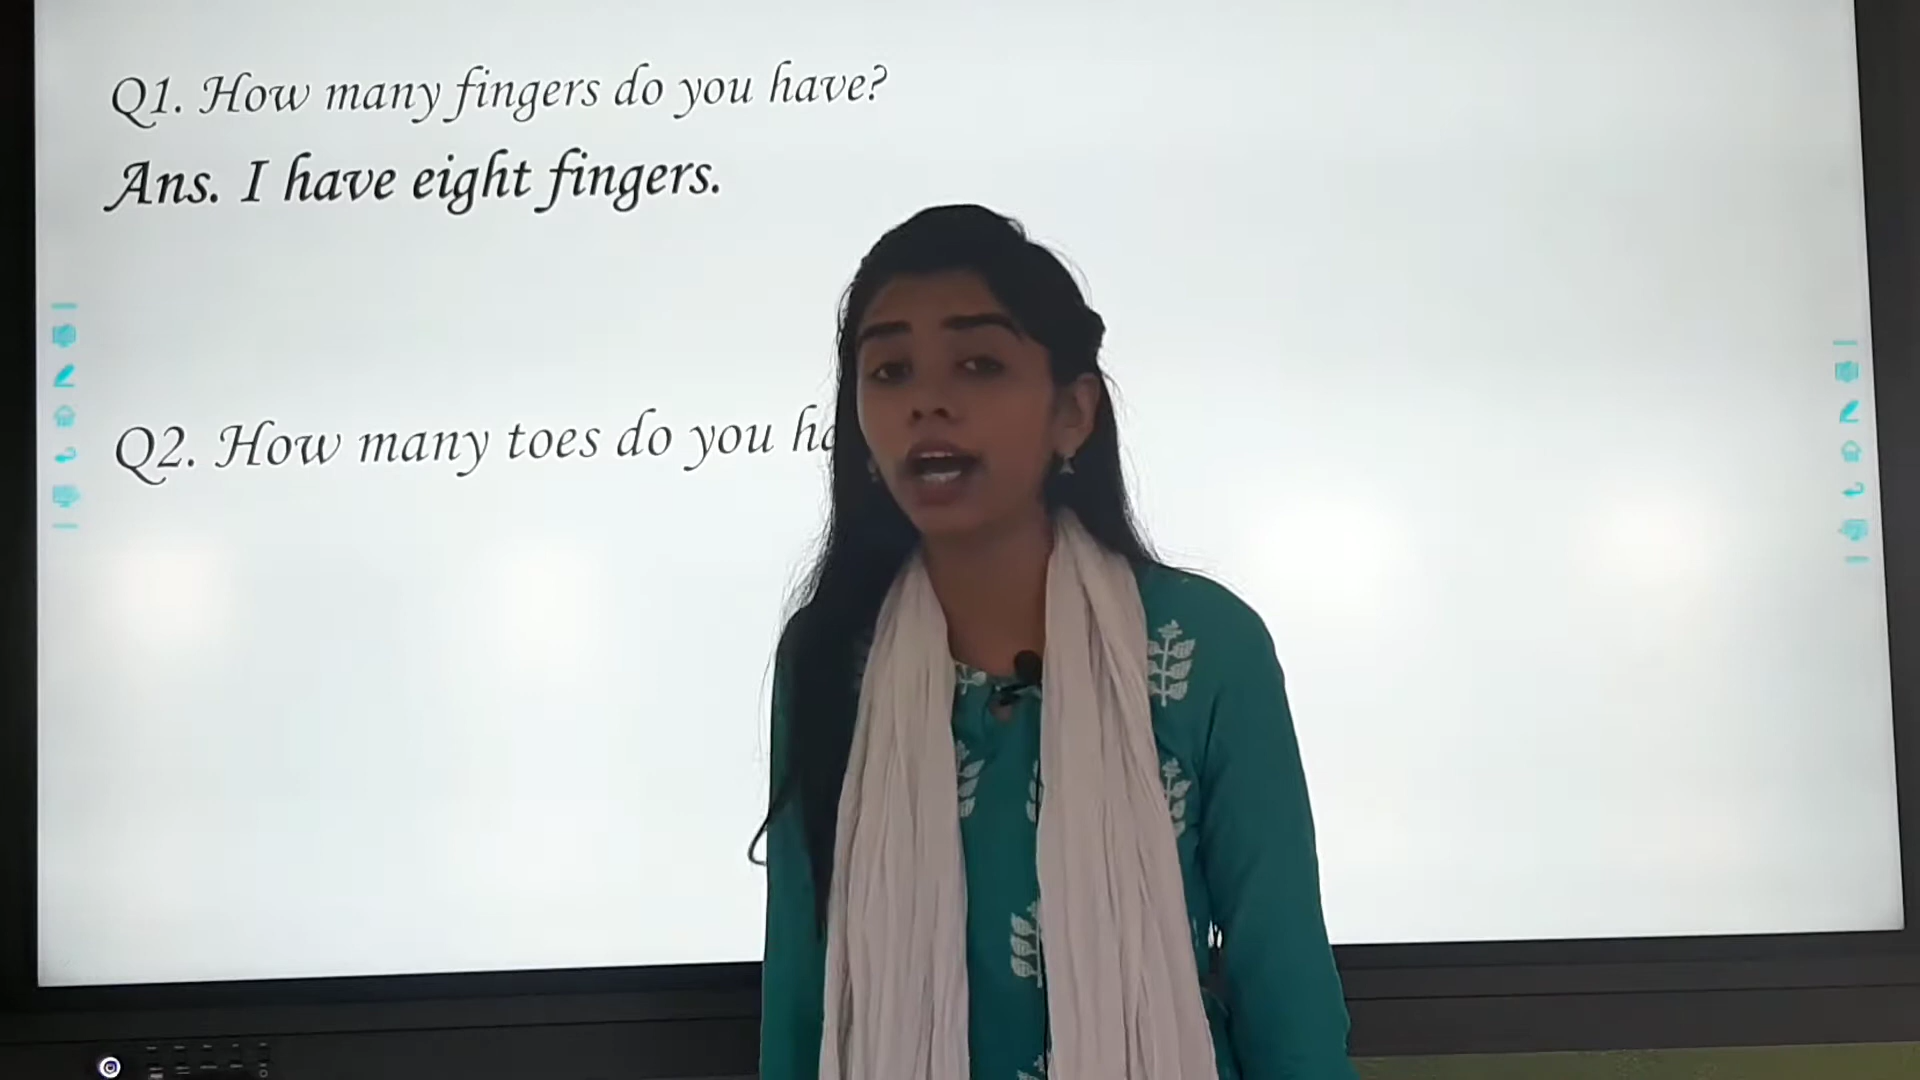 Q1. How many fingers do you have?
Ans. I have eight fingers.
Q2. How many toes do you